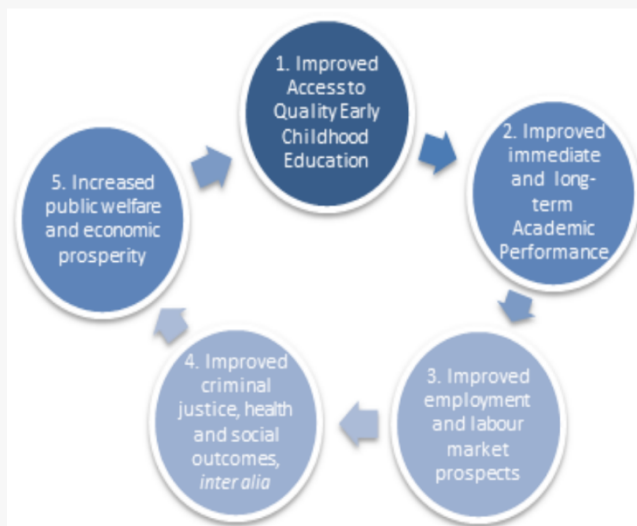 1. Improved
Access to
Quality Early
Childhood
Education
2. Improved
immediate
and long-
term
Academic
Performance
3. Improved
employment
and labour
market
prospects
4. Improved
criminal
justice, health
and social
outcomes,
inter alia
5. Increased
public welfare
and economic
prosperity